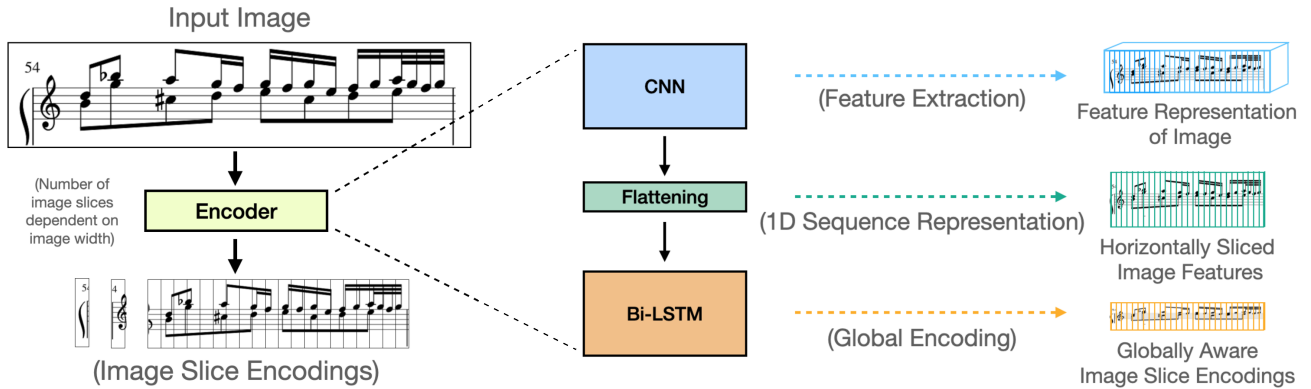 Input Image
54
(Number of
image slices
dependent on
image width)
Encoder
5
4
(Image Slice Encodings)
CNN
Flattening
Bi-LSTM
(Feature Extraction)
(1D Sequence Representation)
(Global Encoding)
Feature Representation
of Image
Horizontally Sliced
Image Features
Globally Aware
Image Slice Encodings